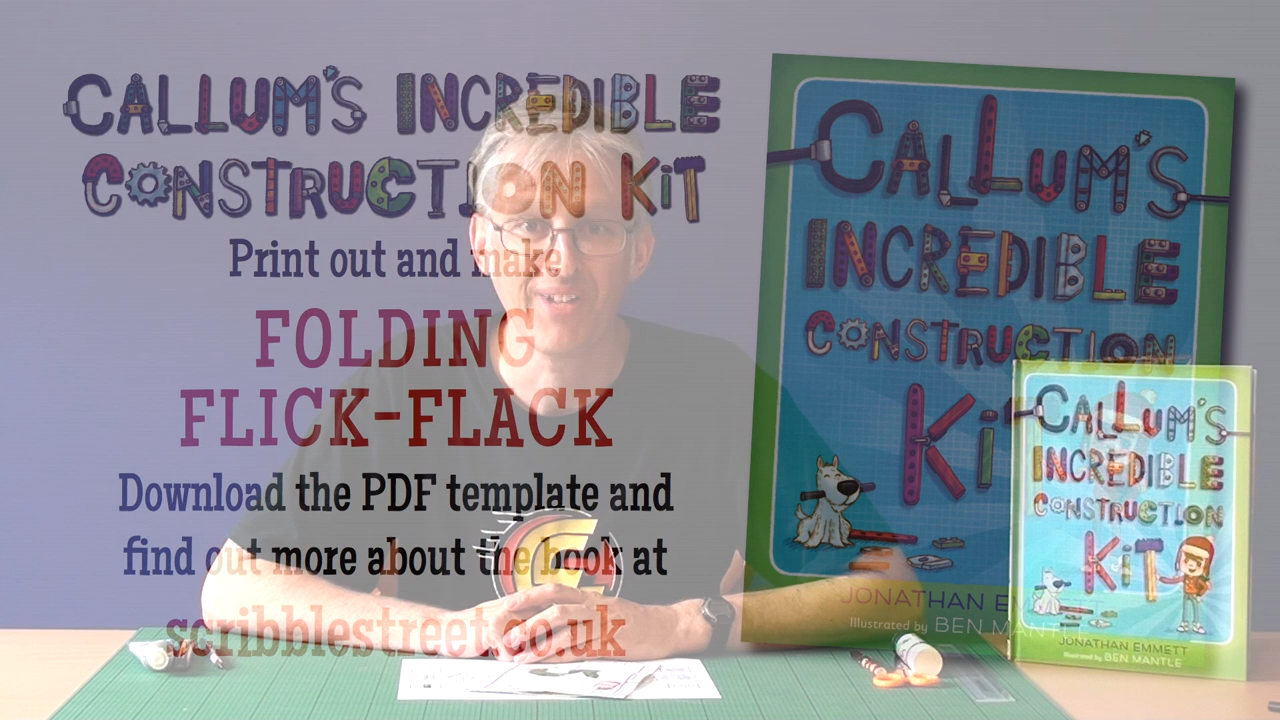 CALLUM'S INCREDIBLE
CONSTRUCTION KIT
Print out and make
FOLDING
FLICK-FLACK
Download the PDF template and
find out more about the book at
scribblestreet.co.uk
CALLUM'S
INCREDIBLE
CONSTRUCTION
Ki
JONATHAN E
Illustrated by BEN MANT
CALLUM'S
INCREDIBLE
CONSTRUCTION
KiT
JONATHAN EMMETT
Illustrated by BEN MANTLE